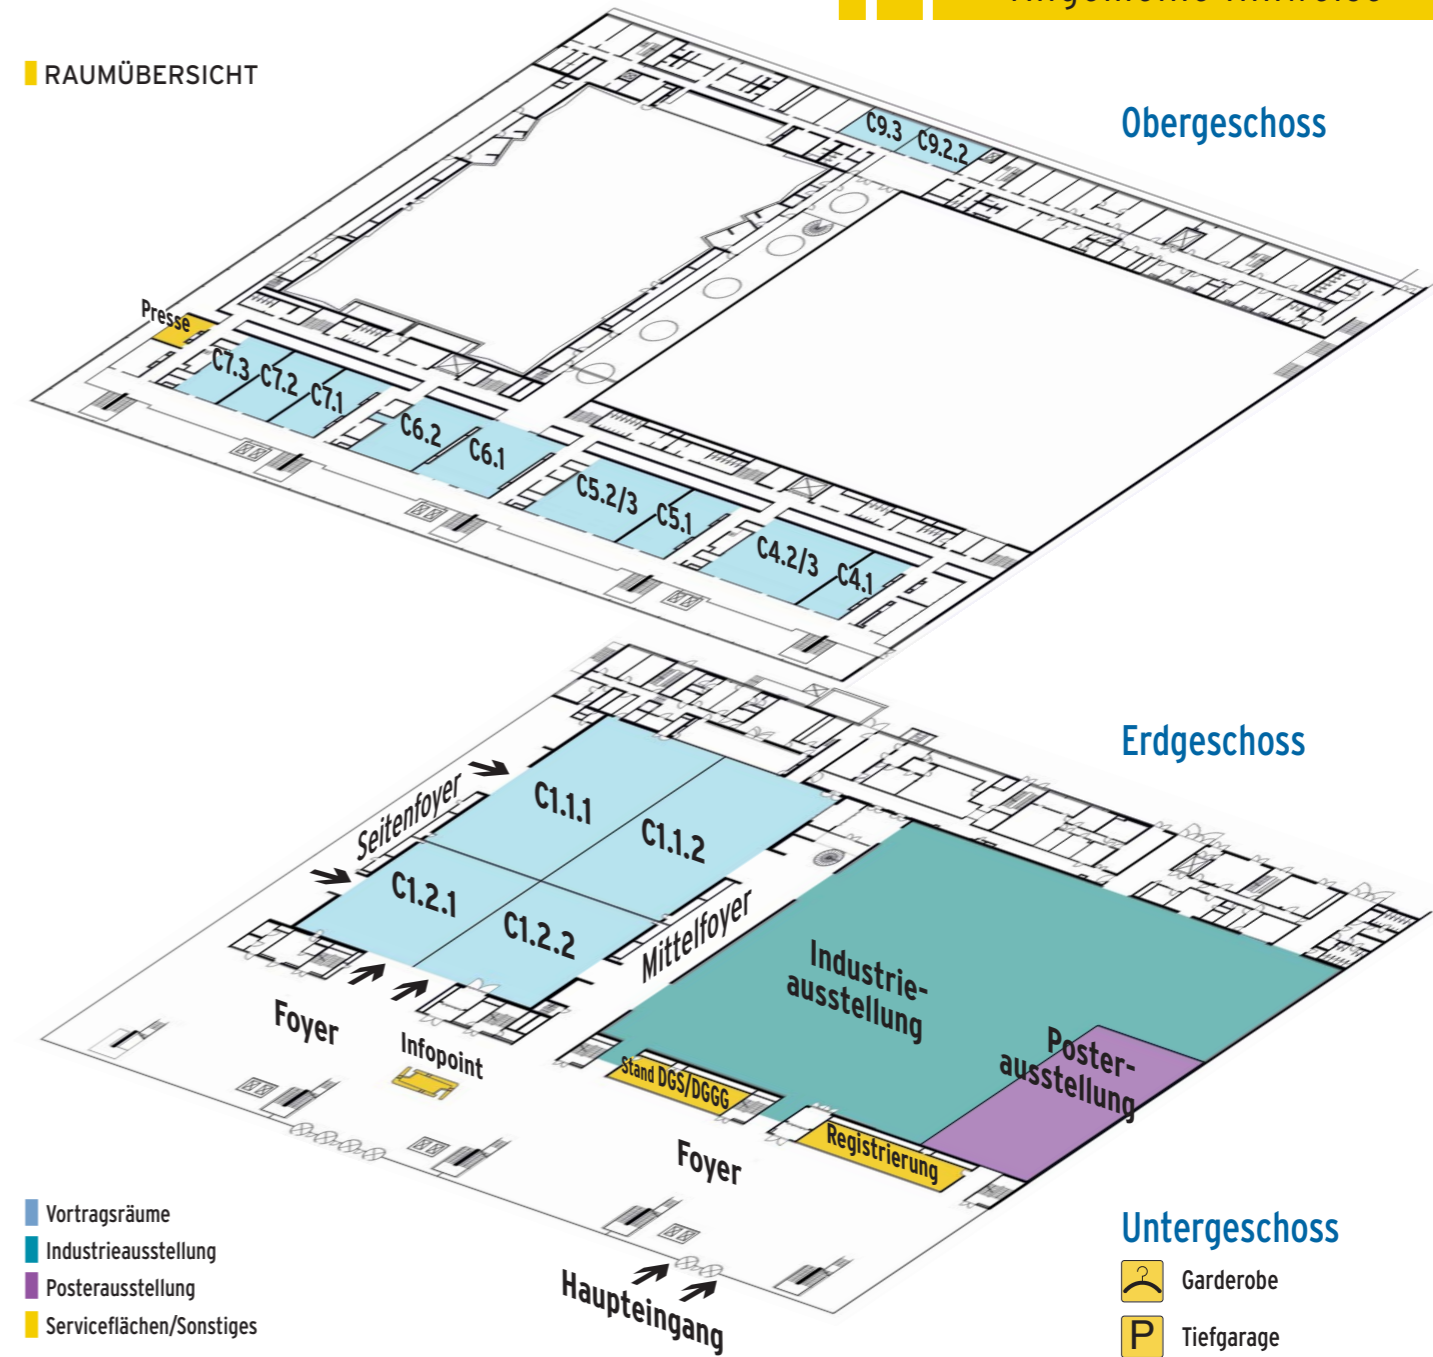 RAUMÜBERSICHT
Obergeschoss
C9.3
C9.2.2
Presse
C7.3
C7.2
C7.1
C6.2
C6.1
C5.2/3
C5.1
C4.2/3
C4.1
Erdgeschoss
Seitenfoyer
C1.1.1
C1.1.2
C1.2.1
C1.2.2
Mittelfoyer
Industrie-
ausstellung
Poster-
ausstellung
Foyer
Infopoint
Stand DGS/DGGG
Registrierung
Foyer
Haupteingang
Vortragsräume
Industrieausstellung
Posterausstellung
Serviceflächen/Sonstiges
Untergeschoss
Garderobe
P Tiefgarage